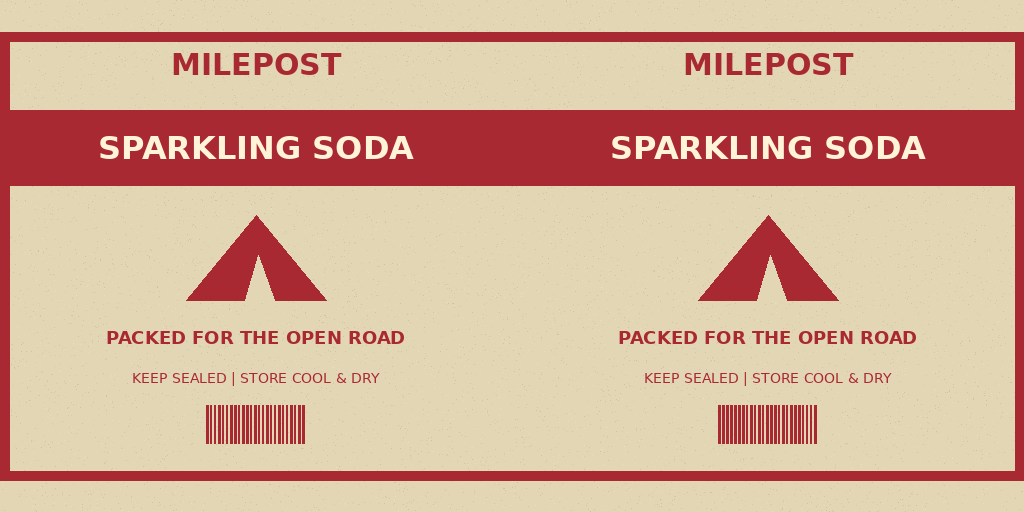 MILEPOST
SPARKLING SODA
PACKED FOR THE OPEN ROAD
KEEP SEALED | STORE COOL & DRY
MILEPOST
SPARKLING SODA
PACKED FOR THE OPEN ROAD
KEEP SEALED | STORE COOL & DRY